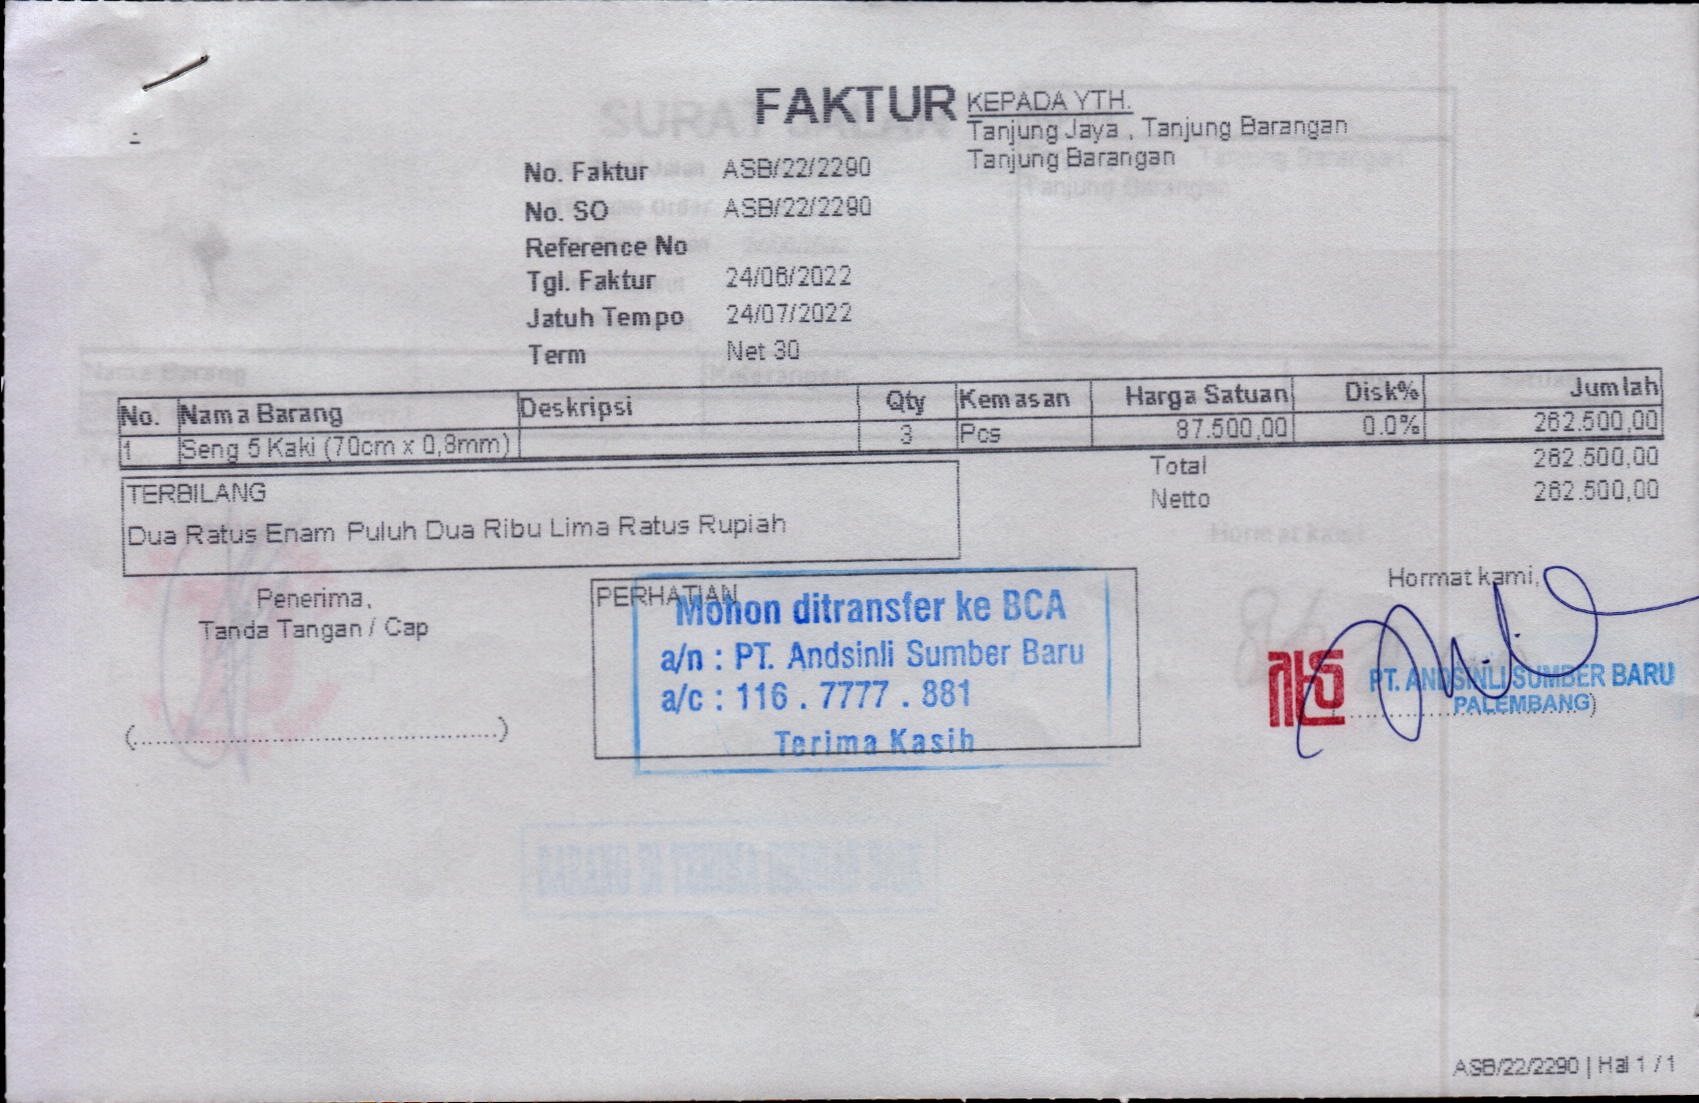 FAKTUR
KEPADA YTH.
Tanjung Jaya , Tanjung Barangan
Tanjung Barangan
No. Faktur ASB/22/2290
No. SO ASB/22/2290
Reference No
Tgl. Faktur 24/06/2022
Jatuh Tempo 24/07/2022
Term Net 30
No. Nama Barang Deskripsi Qty Kemasan Harga Satuan Disk% Jumlah
1 Seng 5 Kaki (70cm x 0,8mm) 3 Pcs 87.500,00 0.0% 262.500,00
Total 262.500,00
Netto 262.500,00
TERBILANG
Dua Ratus Enam Puluh Dua Ribu Lima Ratus Rupiah
Penerima,
Tanda Tangan / Cap
(................................................)
PERHATIAN
Mohon ditransfer ke BCA
a/n : PT. Andsinli Sumber Baru
a/c : 116 . 7777 . 881
Terima Kasih
Hormat kami,
PT. ANDSINLI SUMBER BARU
PALEMBANG
ASB/22/2290 | Hal 1 / 1